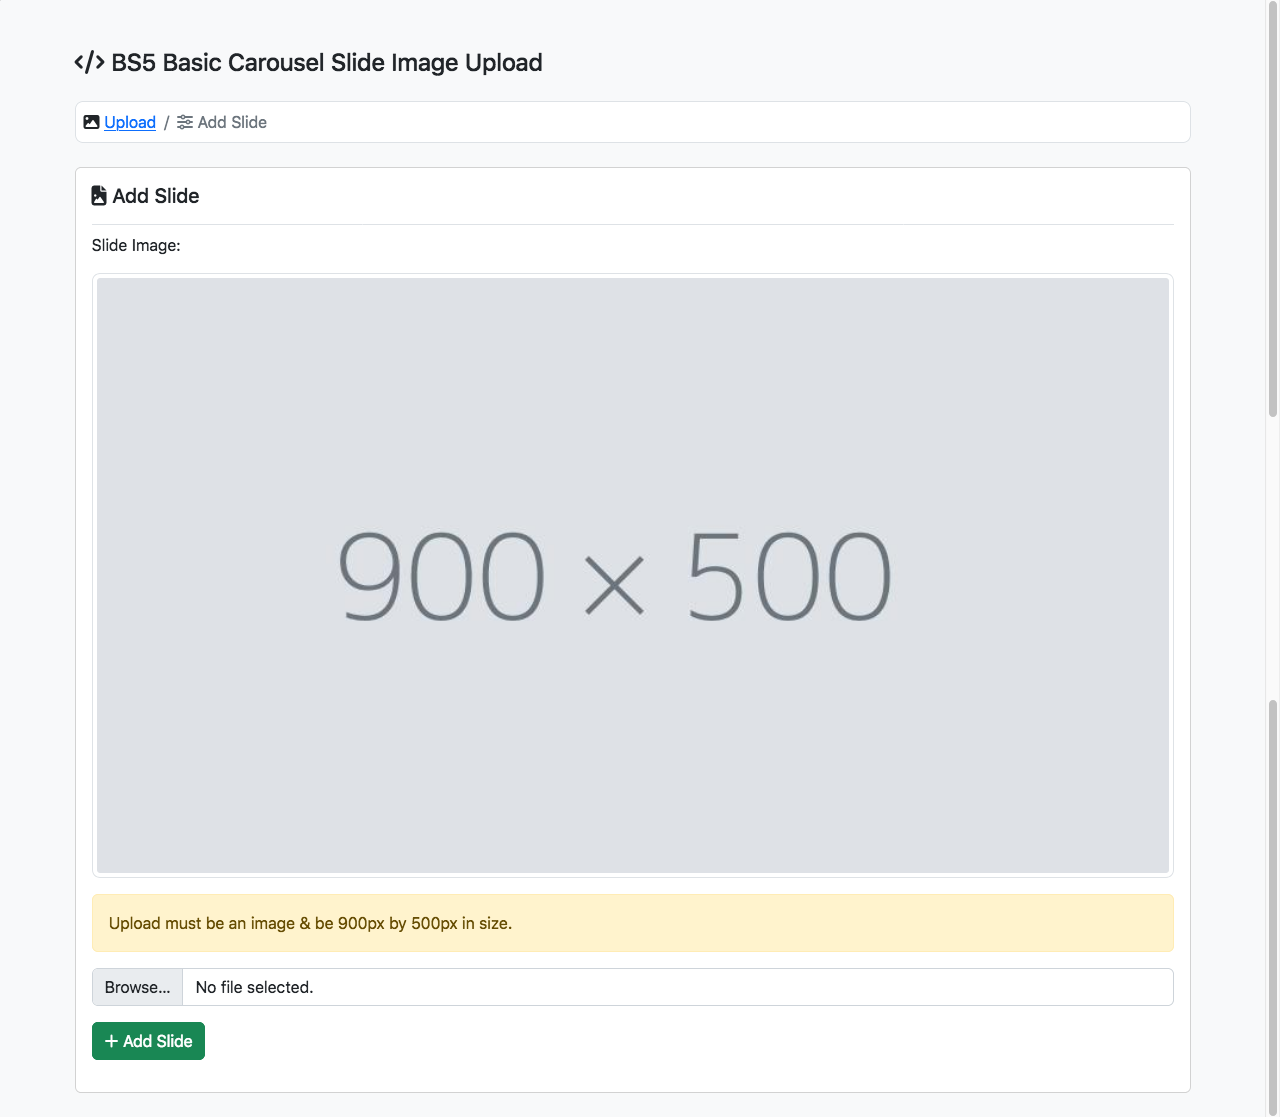 BS5 Basic Carousel Slide Image Upload
Upload / Add Slide
Add Slide
Slide Image:
900 × 500
Upload must be an image & be 900px by 500px in size.
Browse... No file selected.
+ Add Slide